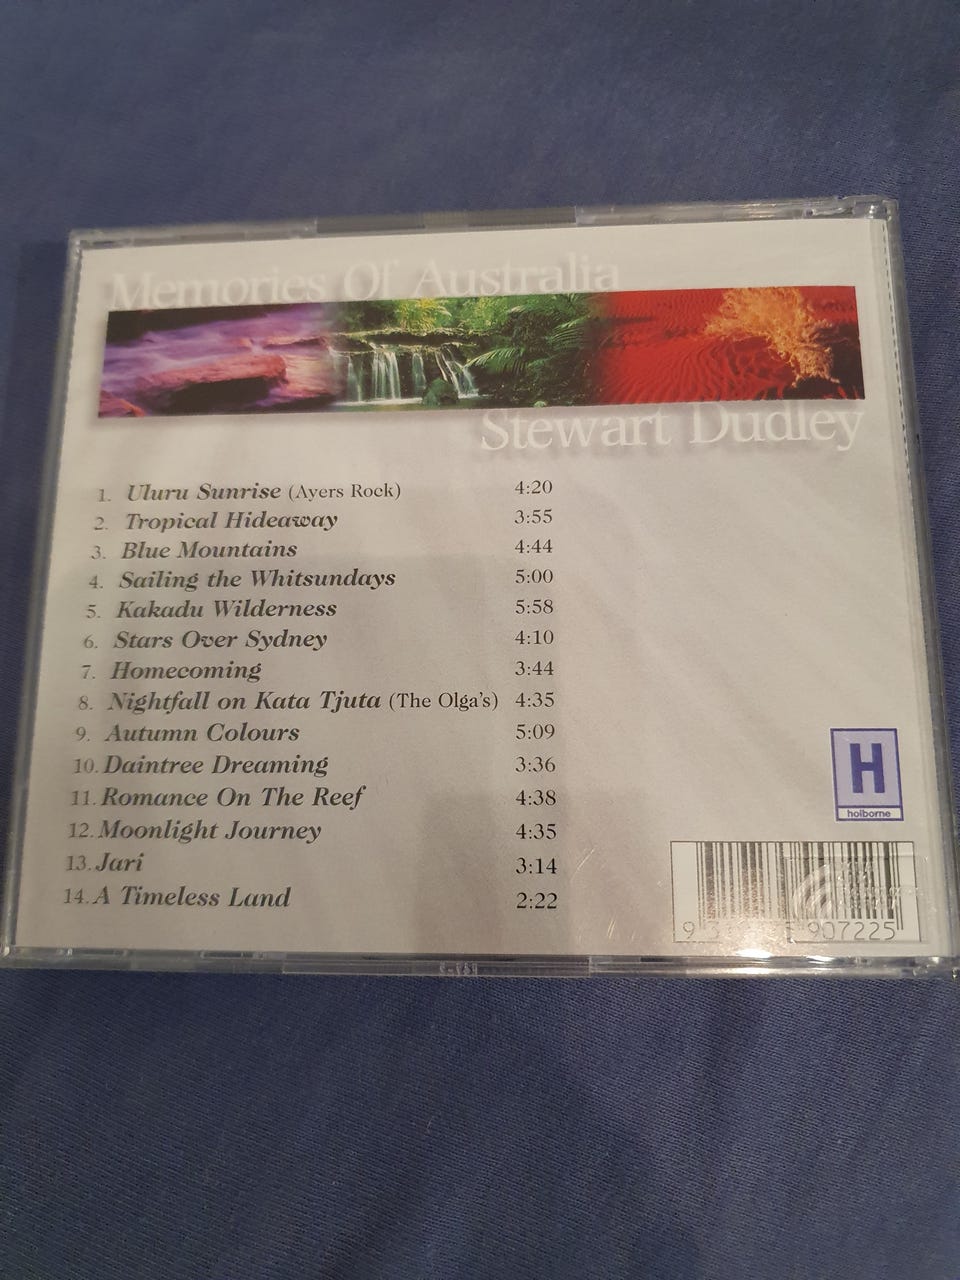 Memories Of Australia
Stewart Dudley
1. Uluru Sunrise (Ayers Rock) 4:20
2. Tropical Hideaway 3:55
3. Blue Mountains 4:44
4. Sailing the Whitsundays 5:00
5. Kakadu Wilderness 5:58
6. Stars Over Sydney 4:10
7. Homecoming 3:44
8. Nightfall on Kata Tjuta (The Olga's) 4:35
9. Autumn Colours 5:09
10. Daintree Dreaming 3:36
11. Romance On The Reef 4:38
12. Moonlight Journey 4:35
13. Jari 3:14
14. A Timeless Land 2:22
H
holborne
907225